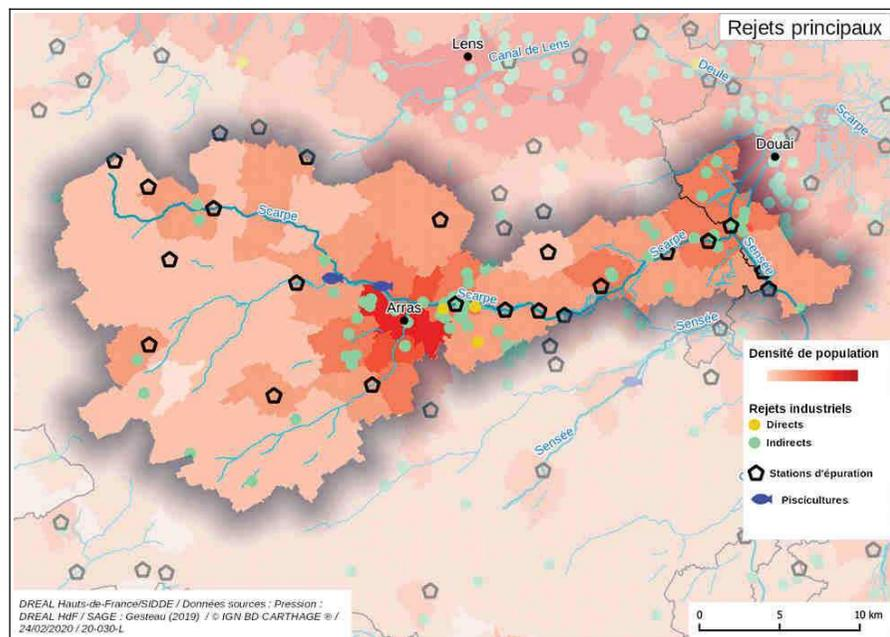 Rejets principaux
Lens
Canal de Lens
Deule
Scarpe
Douai
Scarpe
Scarpe
Sensée
Scarpe
Arras
Sensée
Sensée
Densité de population
Rejets industriels
Directs
Indirects
Stations d'épuration
Piscicultures
DREAL Hauts-de-France/SIDDE / Données sources : Pression :
DREAL HdF / SAGE : Gesteau (2019) / © IGN BD CARTHAGE ® /
24/02/2020 / 20-030-L
0 5 10 km